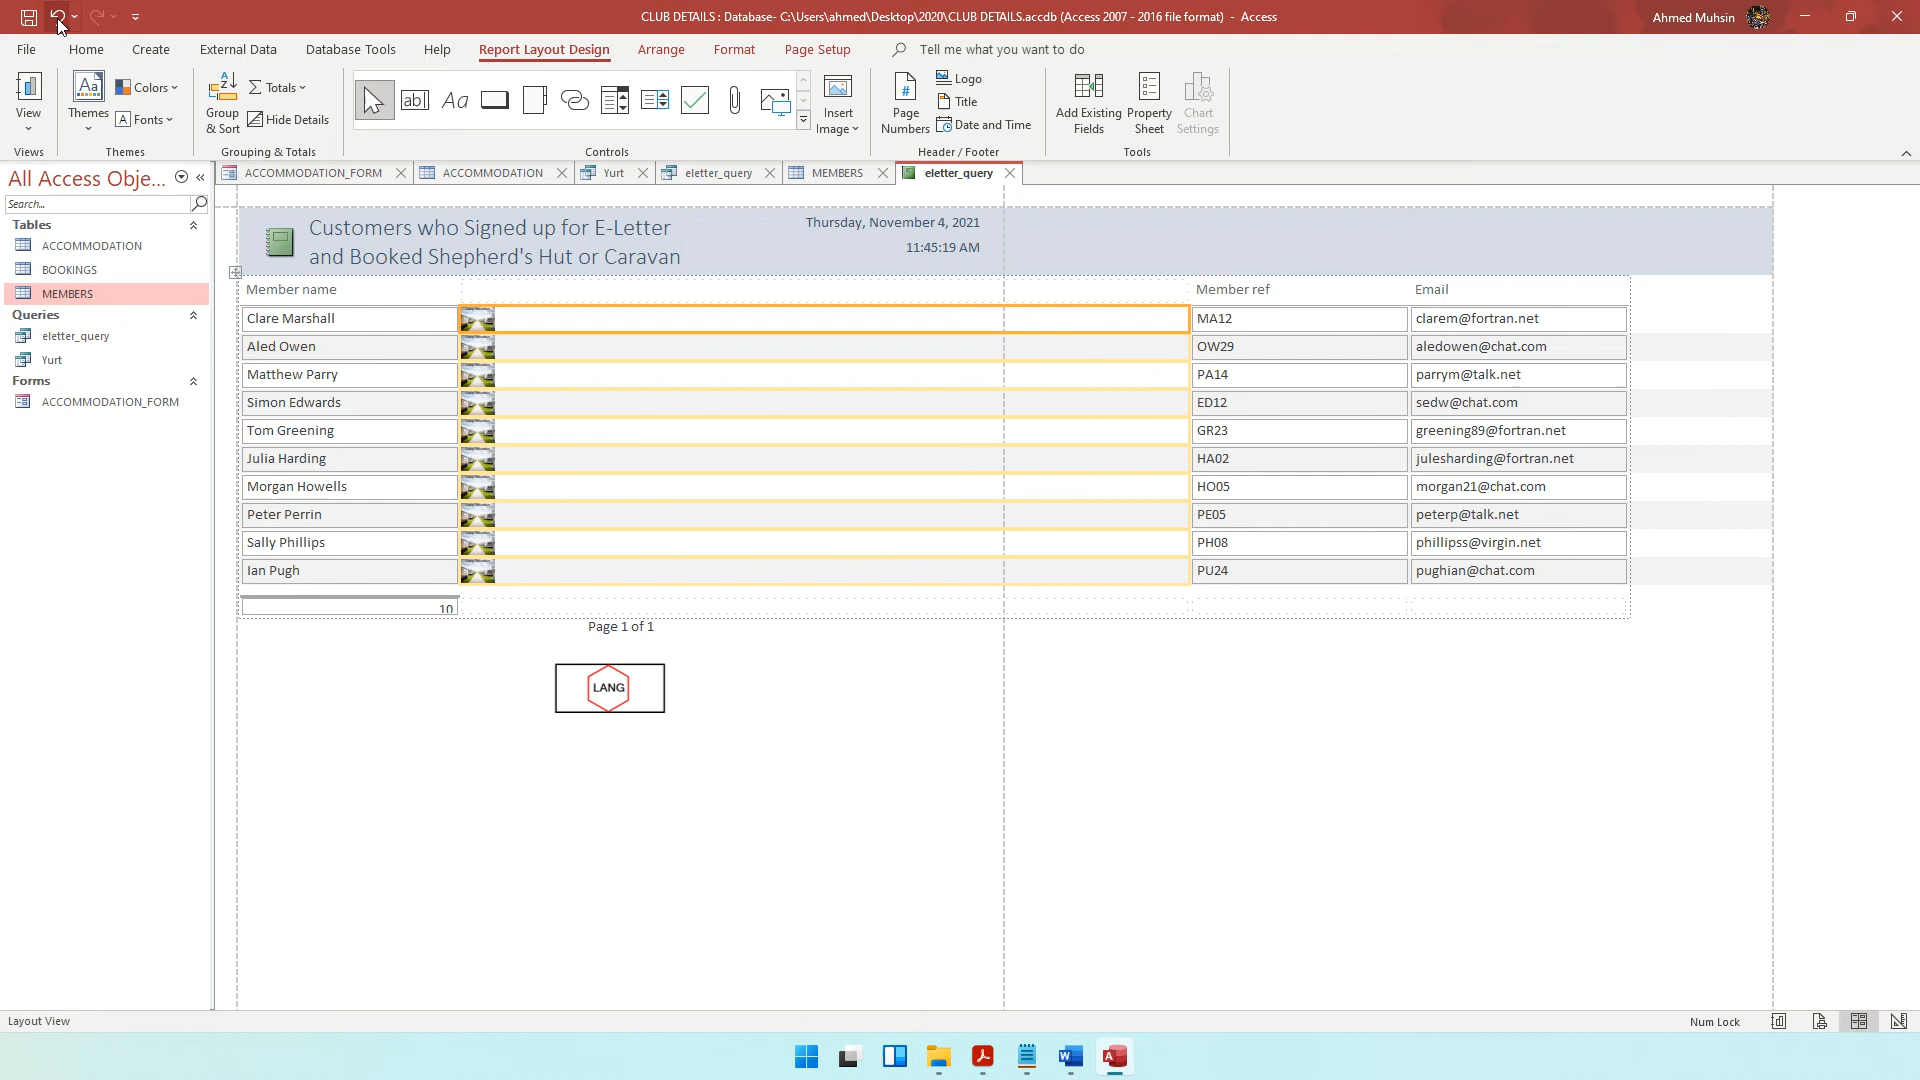 CLUB DETAILS : Database- C:\Users\ahmed\Desktop\2020\CLUB DETAILS.accdb (Access 2007 - 2016 file format) - Access
Ahmed Muhsin
File Home Create External Data Database Tools Help Report Layout Design Arrange Format Page Setup Tell me what you want to do
View
Views
Themes
Colors
Fonts
Themes
Group & Sort
Totals
Hide Details
Grouping & Totals
Controls
Insert Image
Page Numbers
Logo
Title
Date and Time
Header / Footer
Add Existing Fields
Property Sheet
Chart Settings
Tools
All Access Obje...
Search...
Tables
ACCOMMODATION
BOOKINGS
MEMBERS
Queries
eletter_query
Yurt
Forms
ACCOMMODATION_FORM
ACCOMMODATION_FORM ACCOMMODATION Yurt eletter_query MEMBERS eletter_query
Customers who Signed up for E-Letter
and Booked Shepherd's Hut or Caravan
Thursday, November 4, 2021
11:45:19 AM
Member name Member ref Email
Clare Marshall MA12 clarem@fortran.net
Aled Owen OW29 aledowen@chat.com
Matthew Parry PA14 parrym@talk.net
Simon Edwards ED12 sedw@chat.com
Tom Greening GR23 greening89@fortran.net
Julia Harding HA02 julesharding@fortran.net
Morgan Howells HO05 morgan21@chat.com
Peter Perrin PE05 peterp@talk.net
Sally Phillips PH08 phillipss@virgin.net
Ian Pugh PU24 pughian@chat.com
10
Page 1 of 1
LANG
Layout View
Num Lock